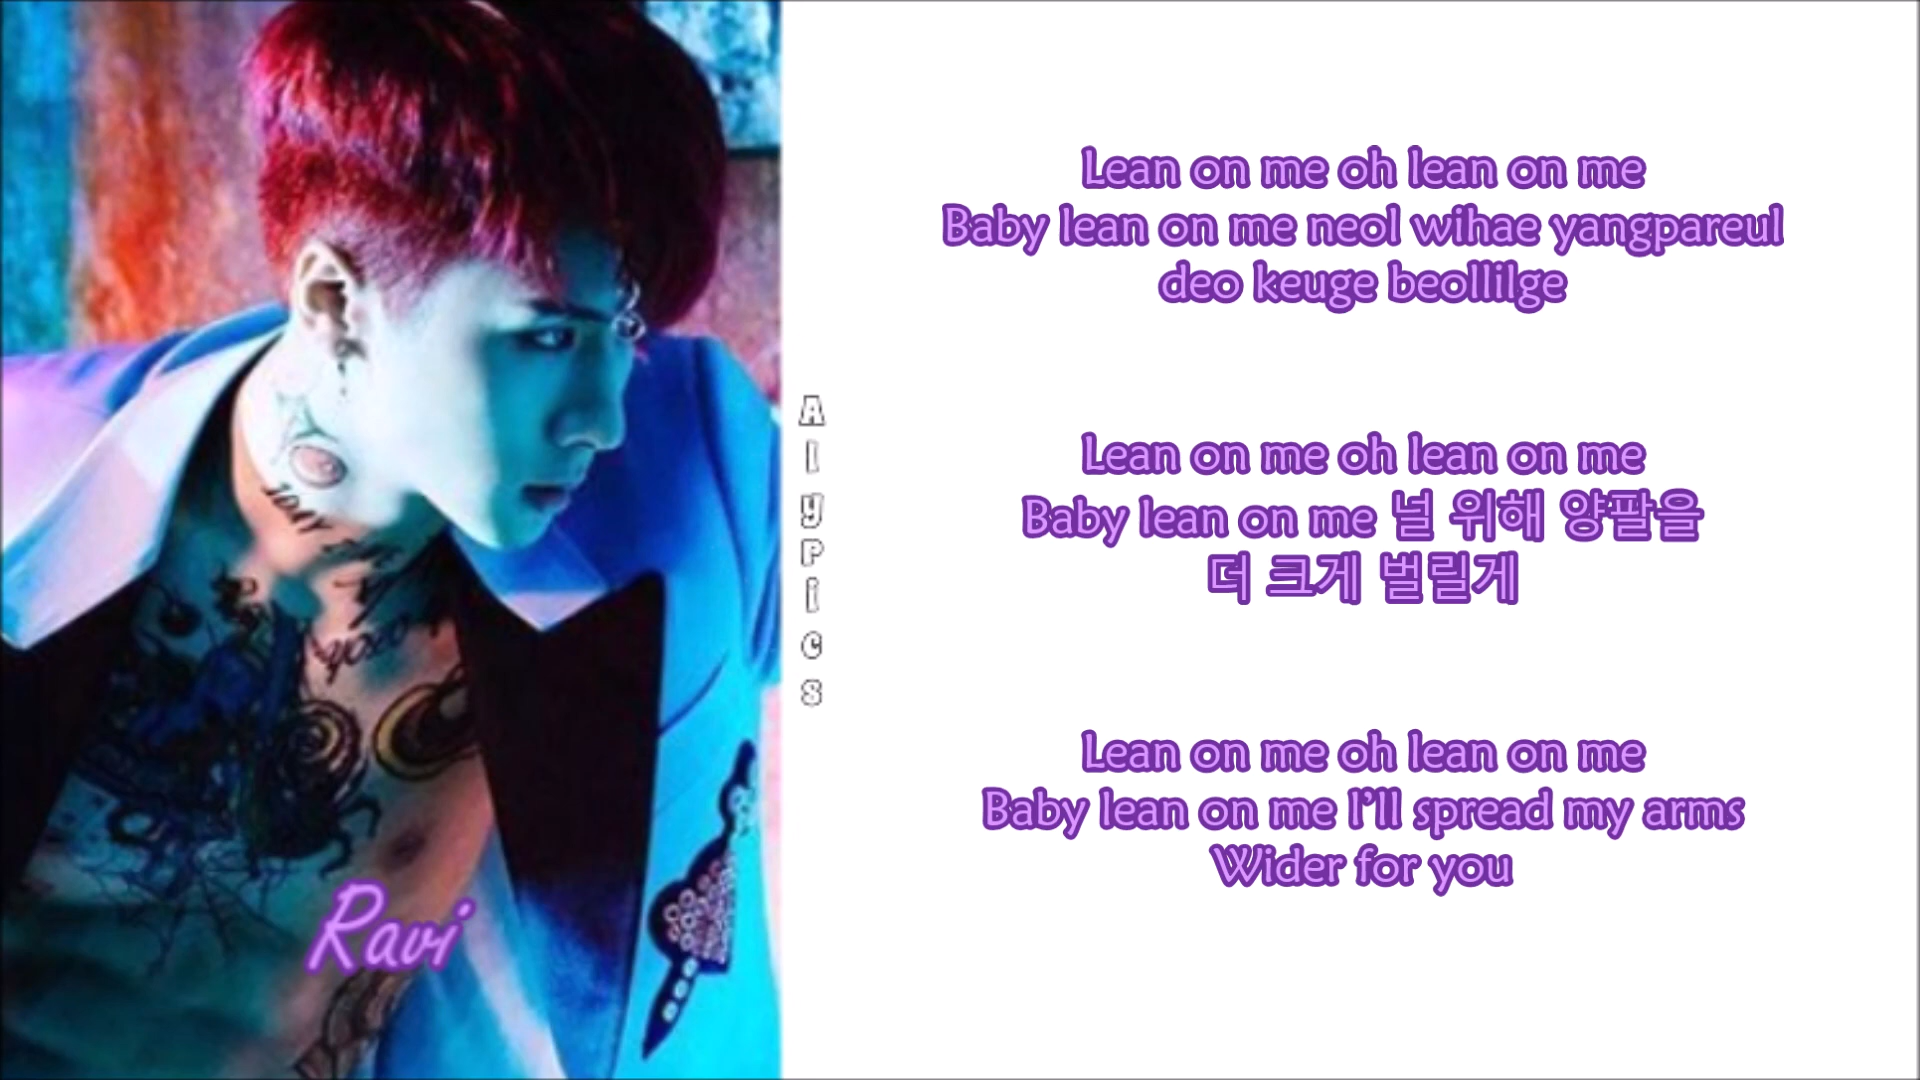 Lean on me oh lean on me
Baby lean on me neol wihae yangpareul
deo keuge beollilge
Lean on me oh lean on me
Baby lean on me 널 위해 양팔을
더 크게 벌릴게
Lean on me oh lean on me
Baby lean on me I'll spread my arms
Wider for you
AlyPics
Ravi